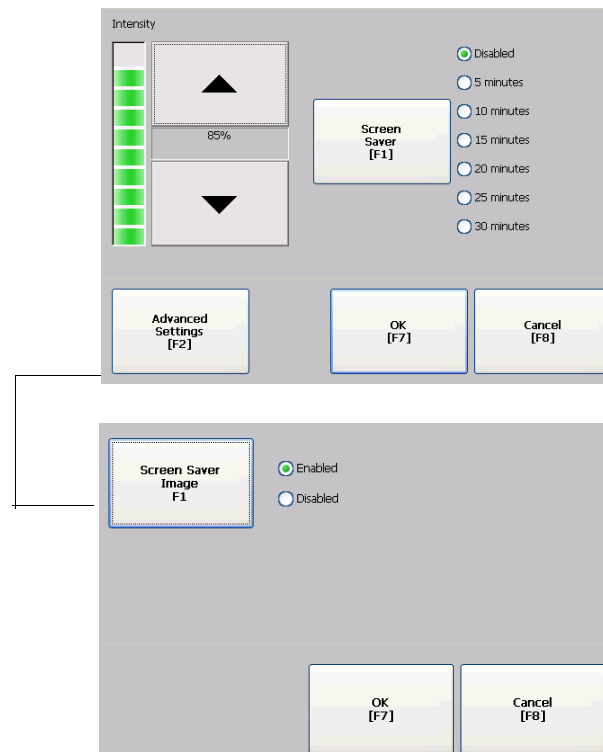 Intensity
85%
Screen
Saver
[F1]
Disabled
5 minutes
10 minutes
15 minutes
20 minutes
25 minutes
30 minutes
Advanced
Settings
[F2]
OK
[F7]
Cancel
[F8]
Screen Saver
Image
F1
Enabled
Disabled
OK
[F7]
Cancel
[F8]